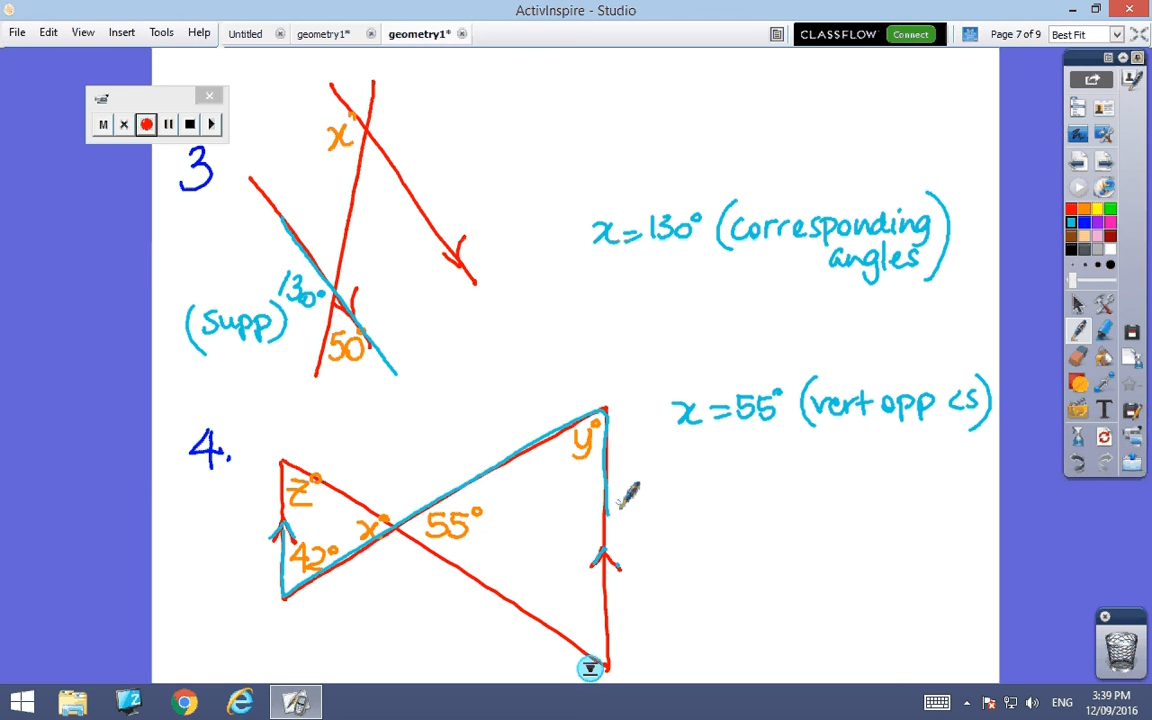 ActivInspire - Studio
File Edit View Insert Tools Help
Untitled geometry1* geometry1*
CLASSFLOW Connect
Page 7 of 9 Best Fit
M
3
x°
x = 130° (corresponding
angles)
130°
(supp)
50°
x = 55° (vert opp <s)
4.
y°
z°
x° 55°
42°
T
ENG
3:39 PM
12/09/2016